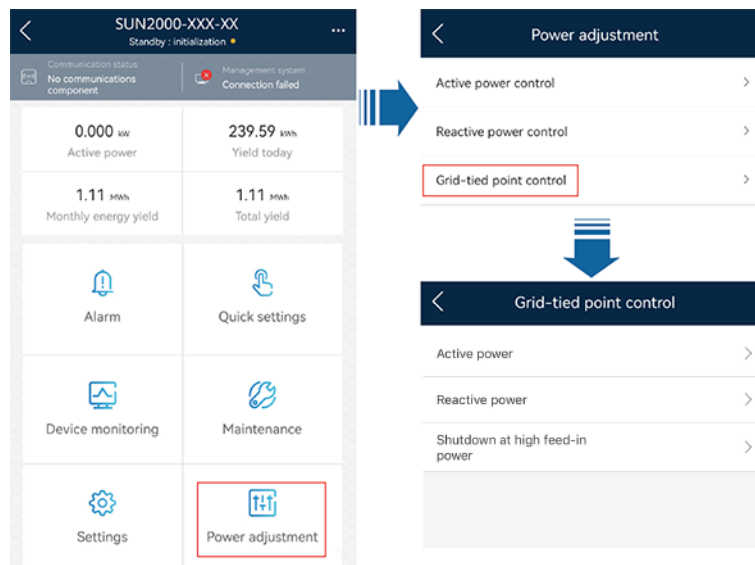 SUN2000-XXX-XX
Standby : initialization
Communication status
No communications
component
Management system
Connection failed
0.000 kW
Active power
239.59 kWh
Yield today
1.11 MWh
Monthly energy yield
1.11 MWh
Total yield
Alarm
Quick settings
Device monitoring
Maintenance
Settings
Power adjustment
Power adjustment
Active power control
Reactive power control
Grid-tied point control
Grid-tied point control
Active power
Reactive power
Shutdown at high feed-in
power